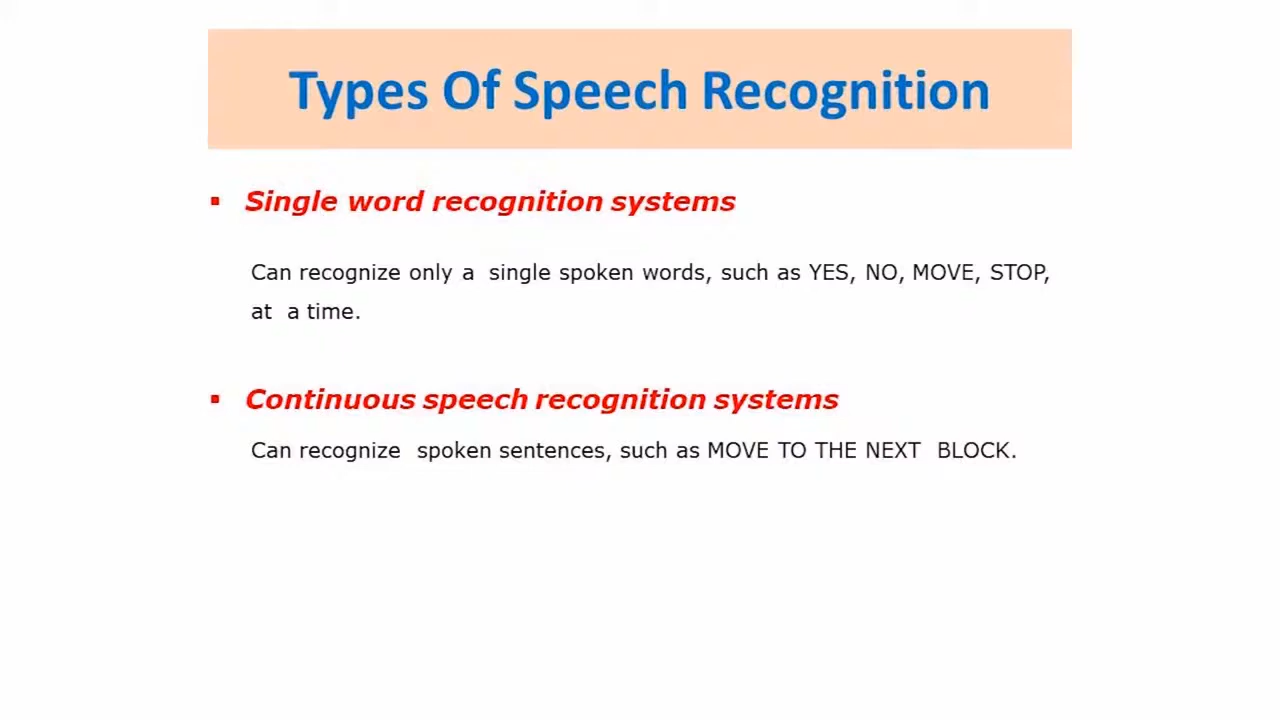 Types Of Speech Recognition
▪ Single word recognition systems
Can recognize only a single spoken words, such as YES, NO, MOVE, STOP,
at a time.
▪ Continuous speech recognition systems
Can recognize spoken sentences, such as MOVE TO THE NEXT BLOCK.